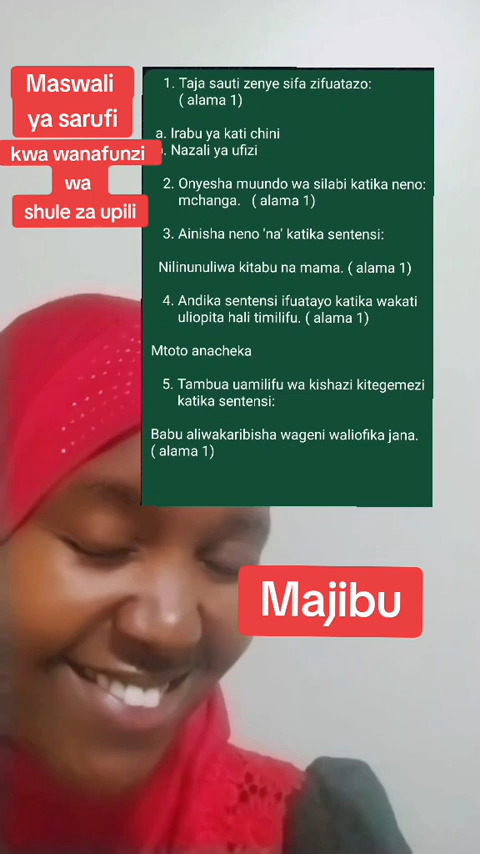 Maswali
ya sarufi
kwa wanafunzi
wa
shule za upili
1. Taja sauti zenye sifa zifuatazo:
( alama 1)
a. Irabu ya kati chini
. Nazali ya ufizi
2. Onyesha muundo wa silabi katika neno:
mchanga. ( alama 1)
3. Ainisha neno 'na' katika sentensi:
Nilinunuliwa kitabu na mama. ( alama 1)
4. Andika sentensi ifuatayo katika wakati
uliopita hali timilifu. ( alama 1)
Mtoto anacheka
5. Tambua uamilifu wa kishazi kitegemezi
katika sentensi:
Babu aliwakaribisha wageni waliofika jana.
( alama 1)
Majibu